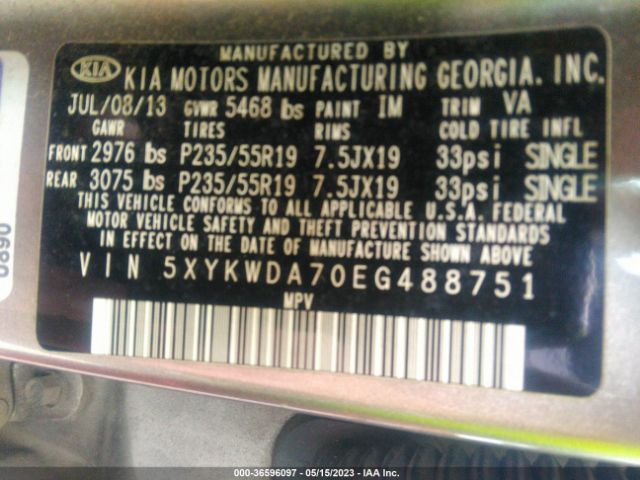 MANUFACTURED BY
KIA KIA MOTORS MANUFACTURING GEORGIA. INC.
JUL/08/13 GVWR 5468 lbs PAINT IM TRIM VA
GAWR TIRES RIMS COLD TIRE INFL
FRONT 2976 lbs P235/55R19 7.5JX19 33psi SINGLE
REAR 3075 lbs P235/55R19 7.5JX19 33psi SINGLE
THIS VEHICLE CONFORMS TO ALL APPLICABLE U.S.A. FEDERAL
MOTOR VEHICLE SAFETY AND THEFT PREVENTION STANDARDS
IN EFFECT ON THE DATE OF MANUFACTURE SHOWN ABOVE
VIN 5XYKWDA70EG488751
MPV
0890
000-36596097 - 05/15/2023 - IAA Inc.